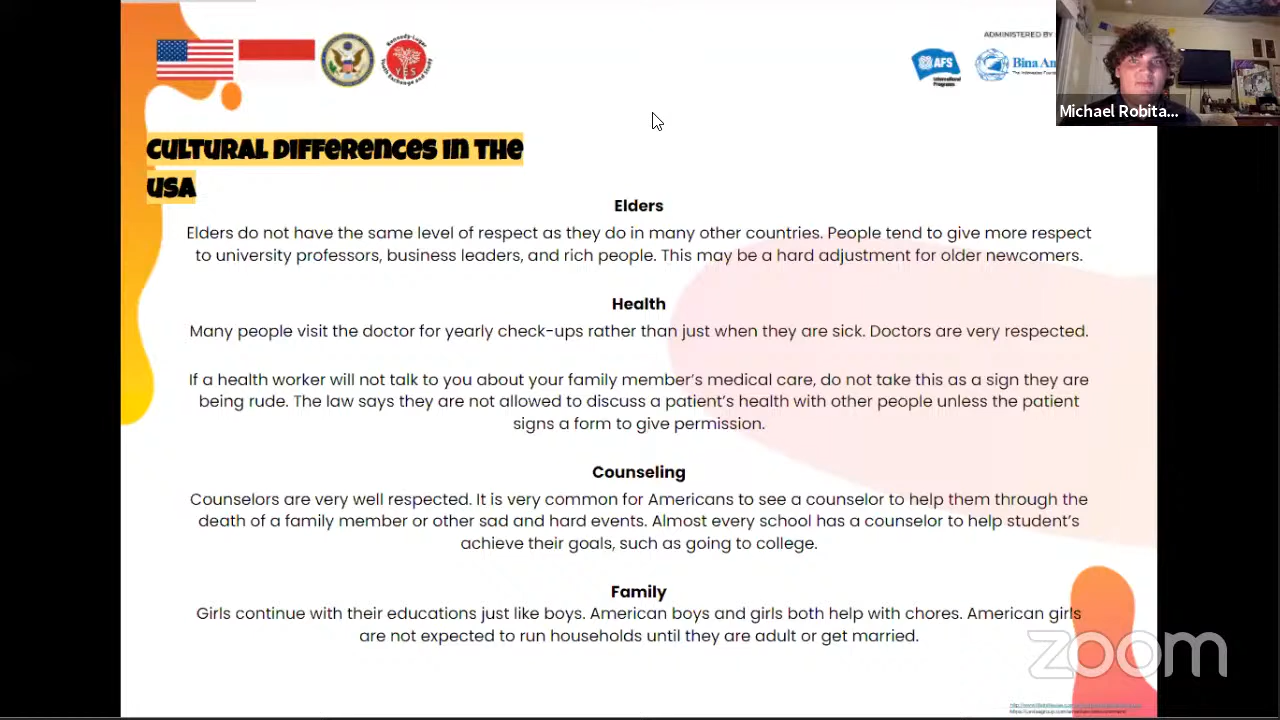 ADMINISTERED BY
AFS
International
Programs
Bina An
Kennedy-Lugar
YES
Youth Exchange and Study
Michael Robita...
CULTURAL DIFFERENCES IN THE
USA
Elders
Elders do not have the same level of respect as they do in many other countries. People tend to give more respect
to university professors, business leaders, and rich people. This may be a hard adjustment for older newcomers.
Health
Many people visit the doctor for yearly check-ups rather than just when they are sick. Doctors are very respected.
If a health worker will not talk to you about your family member's medical care, do not take this as a sign they are
being rude. The law says they are not allowed to discuss a patient's health with other people unless the patient
signs a form to give permission.
Counseling
Counselors are very well respected. It is very common for Americans to see a counselor to help them through the
death of a family member or other sad and hard events. Almost every school has a counselor to help student's
achieve their goals, such as going to college.
Family
Girls continue with their educations just like boys. American boys and girls both help with chores. American girls
are not expected to run households until they are adult or get married.
zoom